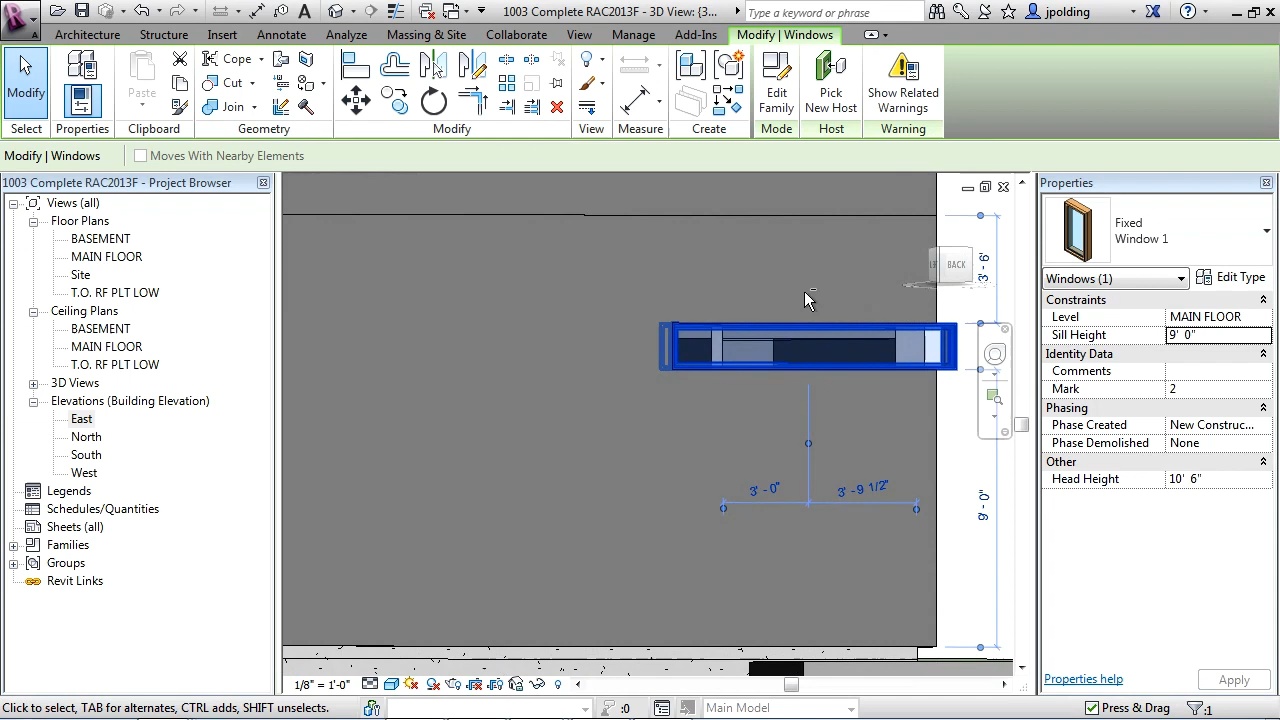 1003 Complete RAC2013F - 3D View: {3...
Type a keyword or phrase
jpolding
Architecture
Structure
Insert
Annotate
Analyze
Massing & Site
Collaborate
View
Manage
Add-Ins
Modify | Windows
Modify
Paste
Cope
Cut
Join
Edit
Family
Pick
New Host
Show Related
Warnings
Select
Properties
Clipboard
Geometry
Modify
View
Measure
Create
Mode
Host
Warning
Modify | Windows
Moves With Nearby Elements
1003 Complete RAC2013F - Project Browser
Views (all)
Floor Plans
BASEMENT
MAIN FLOOR
Site
T.O. RF PLT LOW
Ceiling Plans
BASEMENT
MAIN FLOOR
T.O. RF PLT LOW
3D Views
Elevations (Building Elevation)
East
North
South
West
Legends
Schedules/Quantities
Sheets (all)
Families
Groups
Revit Links
BACK
3' - 6"
9' - 0"
3' - 0"
3' - 9 1/2"
Properties
Fixed
Window 1
Windows (1)
Edit Type
Constraints
Level MAIN FLOOR
Sill Height 9' 0"
Identity Data
Comments
Mark 2
Phasing
Phase Created New Construc...
Phase Demolished None
Other
Head Height 10' 6"
Properties help
Apply
1/8" = 1'-0"
Click to select, TAB for alternates, CTRL adds, SHIFT unselects.
:0
Main Model
Press & Drag
:1